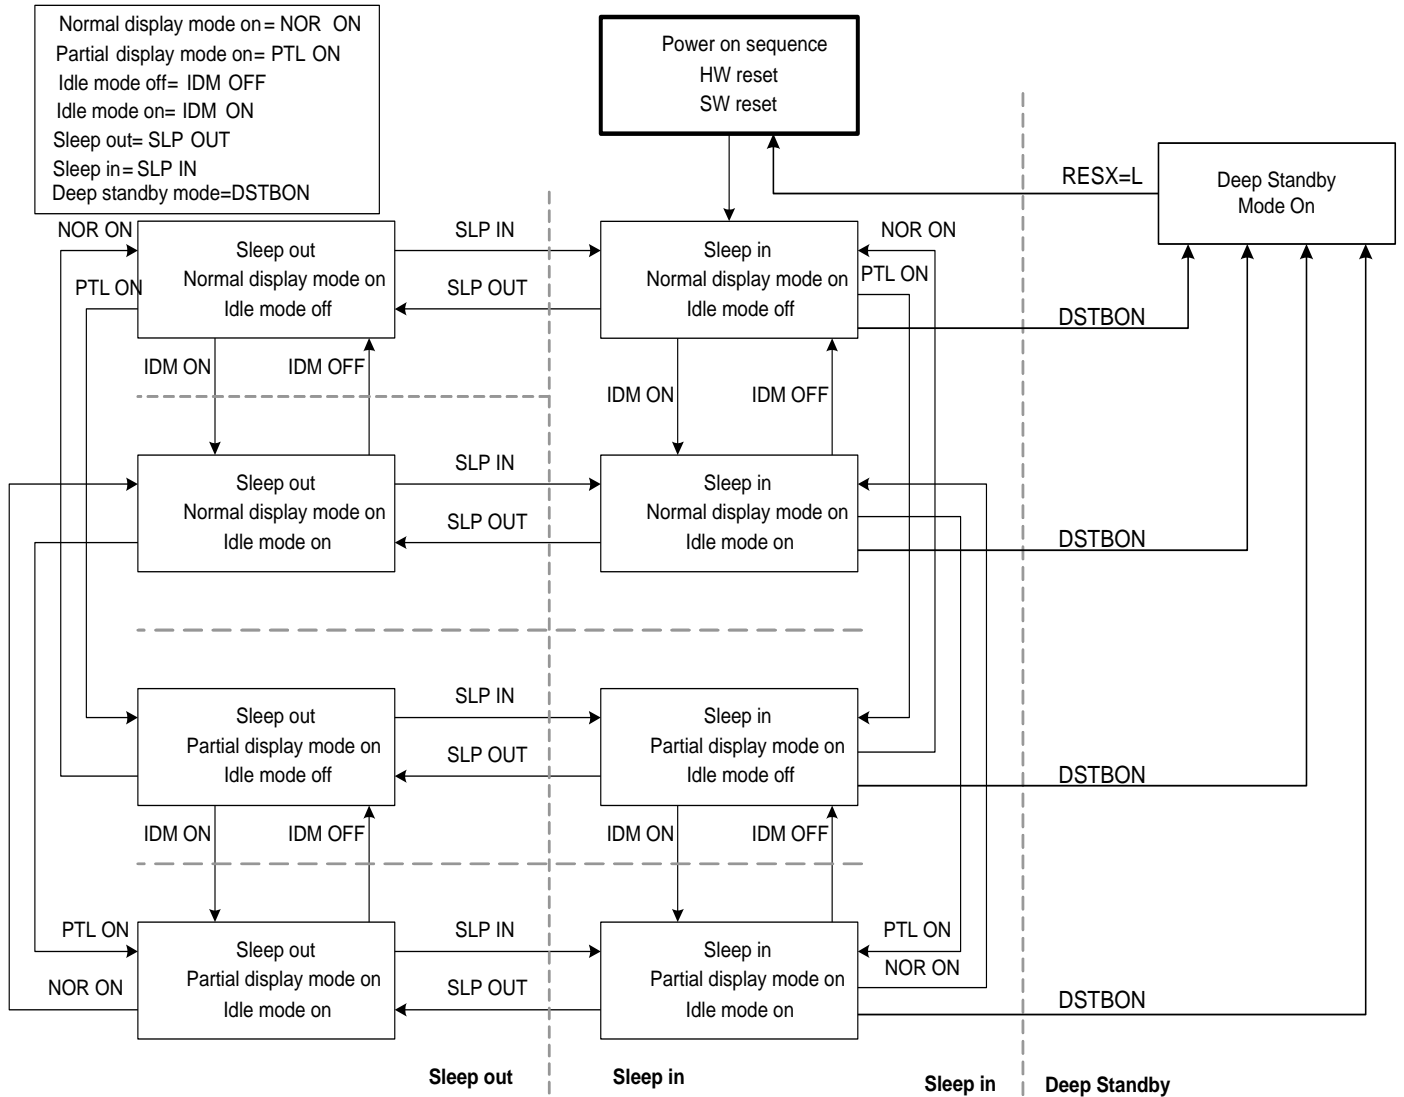 Normal display mode on= NOR ON
Partial display mode on= PTL ON
Idle mode off= IDM OFF
Idle mode on= IDM ON
Sleep out= SLP OUT
Sleep in= SLP IN
Deep standby mode=DSTBON
Power on sequence
HW reset
SW reset
RESX=L
Deep Standby
Mode On
NOR ON
PTL ON
Sleep out
Normal display mode on
Idle mode off
SLP IN
SLP OUT
Sleep in
Normal display mode on
Idle mode off
NOR ON
PTL ON
DSTBON
IDM ON
IDM OFF
IDM ON
IDM OFF
Sleep out
Normal display mode on
Idle mode on
SLP IN
SLP OUT
Sleep in
Normal display mode on
Idle mode on
DSTBON
Sleep out
Partial display mode on
Idle mode off
SLP IN
SLP OUT
Sleep in
Partial display mode on
Idle mode off
DSTBON
IDM ON
IDM OFF
IDM ON
IDM OFF
PTL ON
NOR ON
Sleep out
Partial display mode on
Idle mode on
SLP IN
SLP OUT
Sleep in
Partial display mode on
Idle mode on
PTL ON
NOR ON
DSTBON
Sleep out
Sleep in
Sleep in
Deep Standby